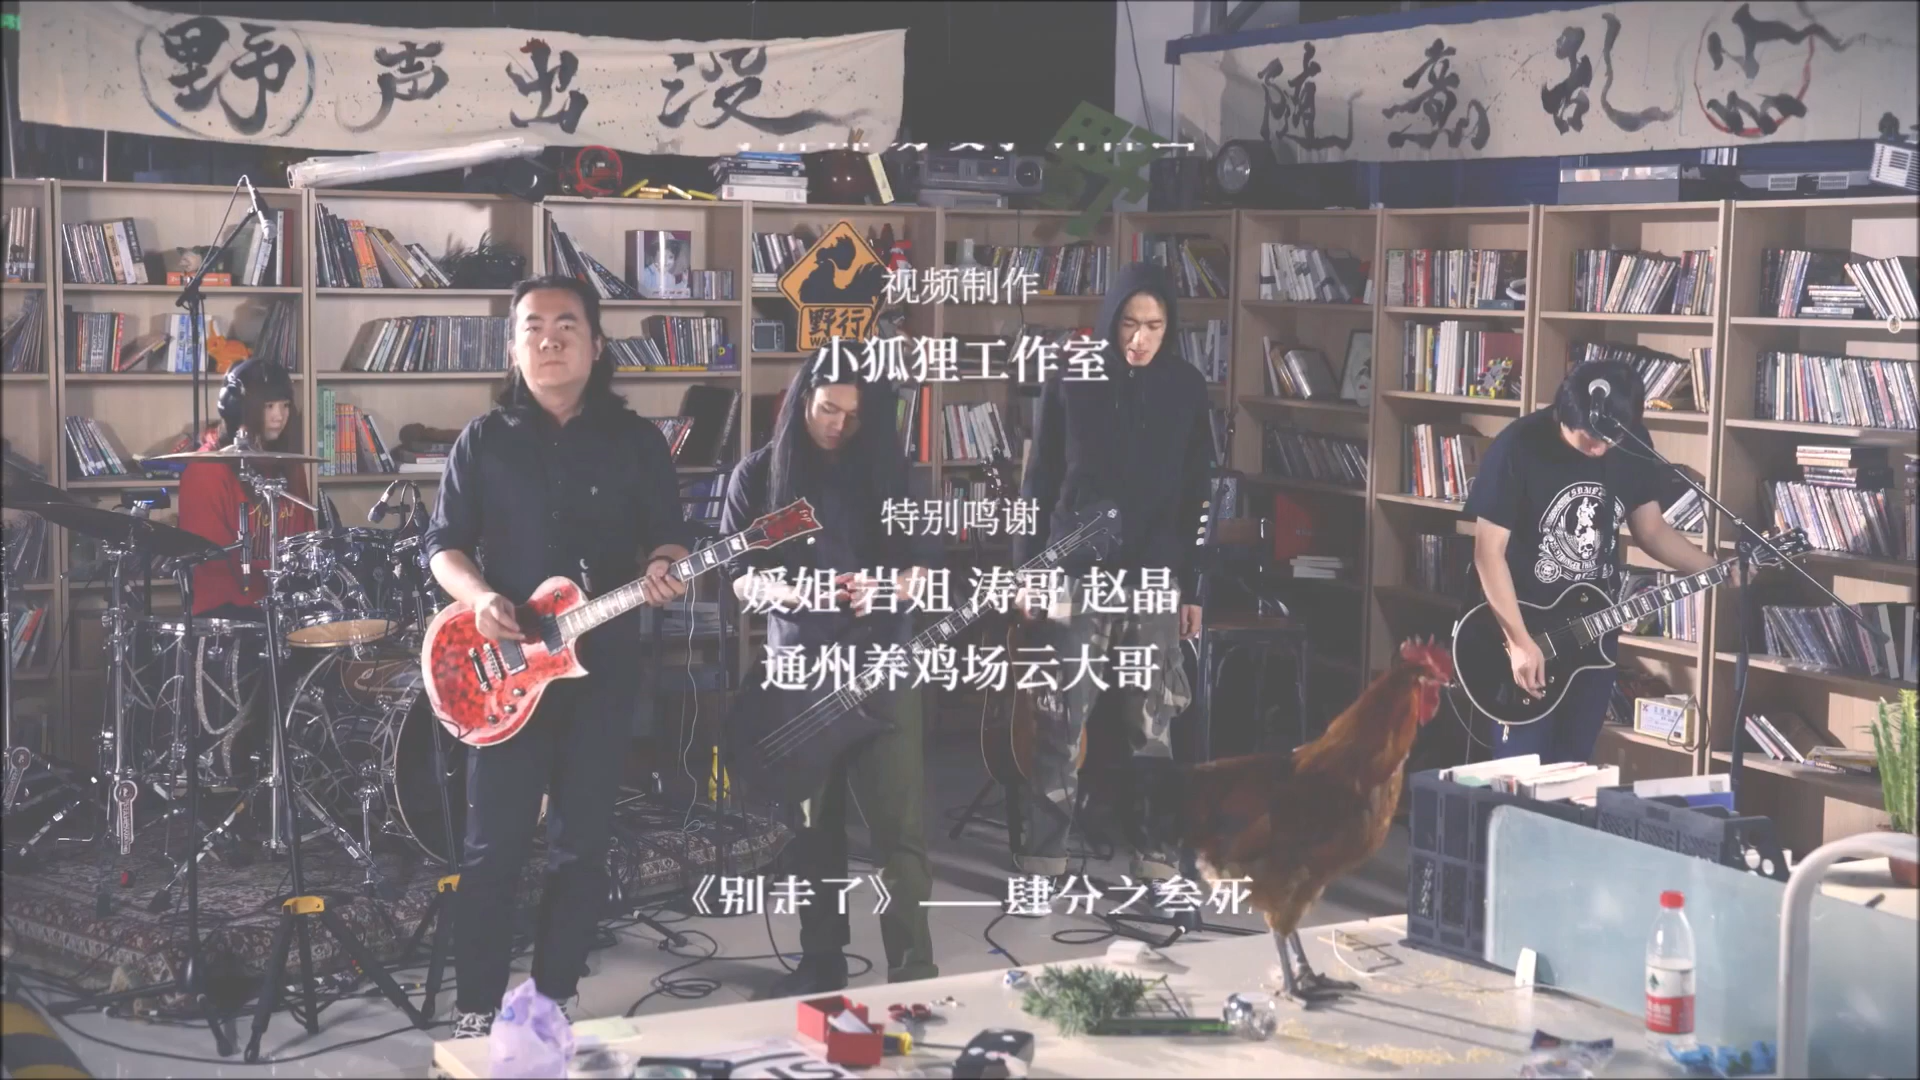 野声出没
随意乱
野行
视频制作
小狐狸工作室
特别鸣谢
媛姐 岩姐 涛哥 赵晶
通州养鸡场云大哥
《别走了》——肆分之叁死